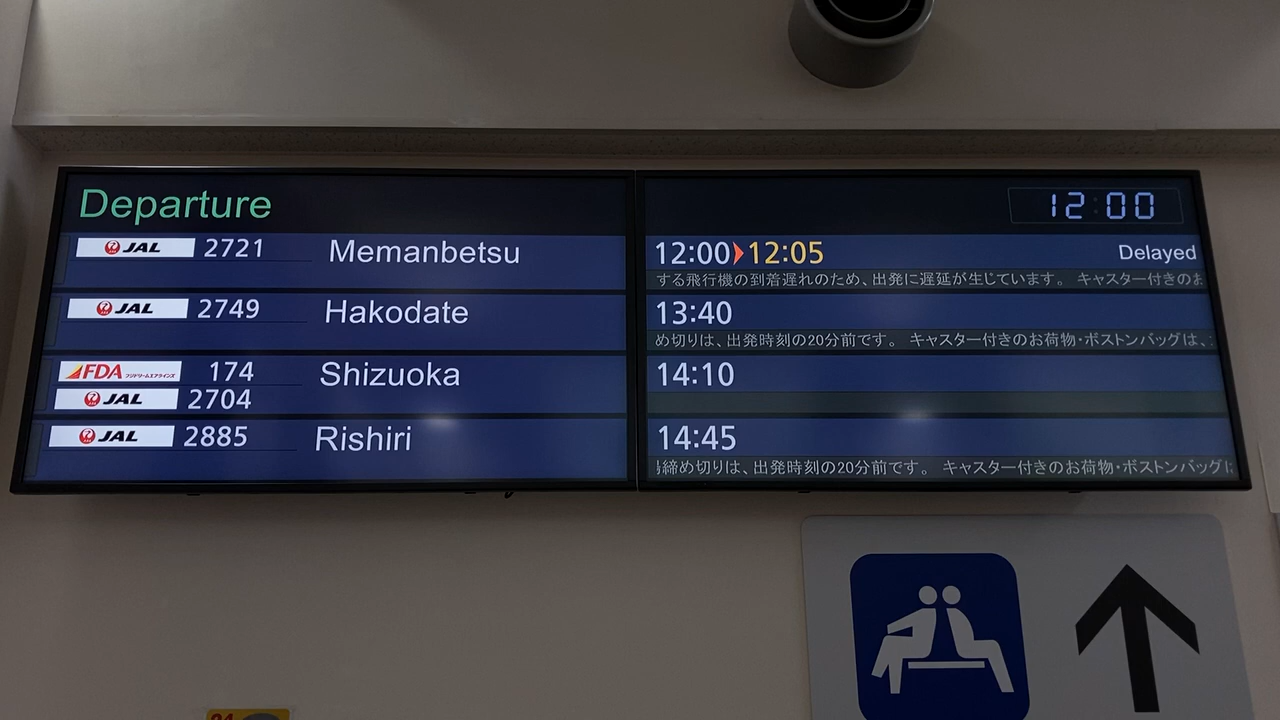 Departure
12:00
JAL 2721 Memanbetsu 12:00 12:05 Delayed
する飛行機の到着遅れのため、出発に遅延が生じています。 キャスター付きのお
JAL 2749 Hakodate 13:40
め切りは、出発時刻の20分前です。 キャスター付きのお荷物・ボストンバッグは、
FDA フジドリームエアラインズ 174 Shizuoka 14:10
JAL 2704
JAL 2885 Rishiri 14:45
締め切りは、出発時刻の20分前です。 キャスター付きのお荷物・ボストンバッグに